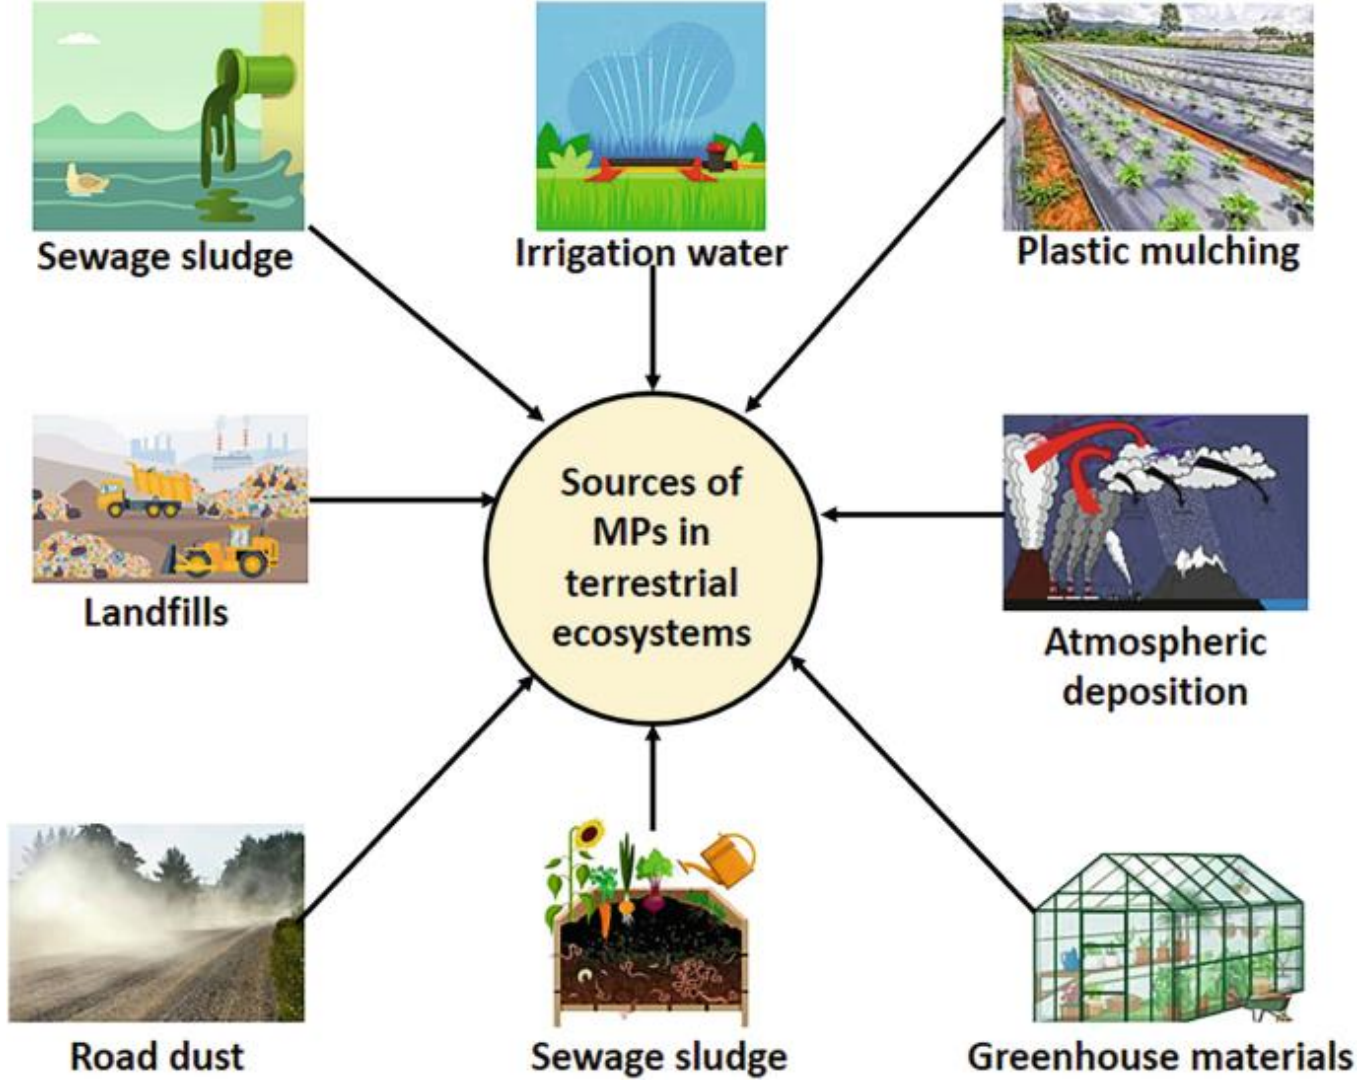 Sewage sludge
Irrigation water
Plastic mulching
Sources of
MPs in
terrestrial
ecosystems
Landfills
Atmospheric
deposition
Road dust
Sewage sludge
Greenhouse materials